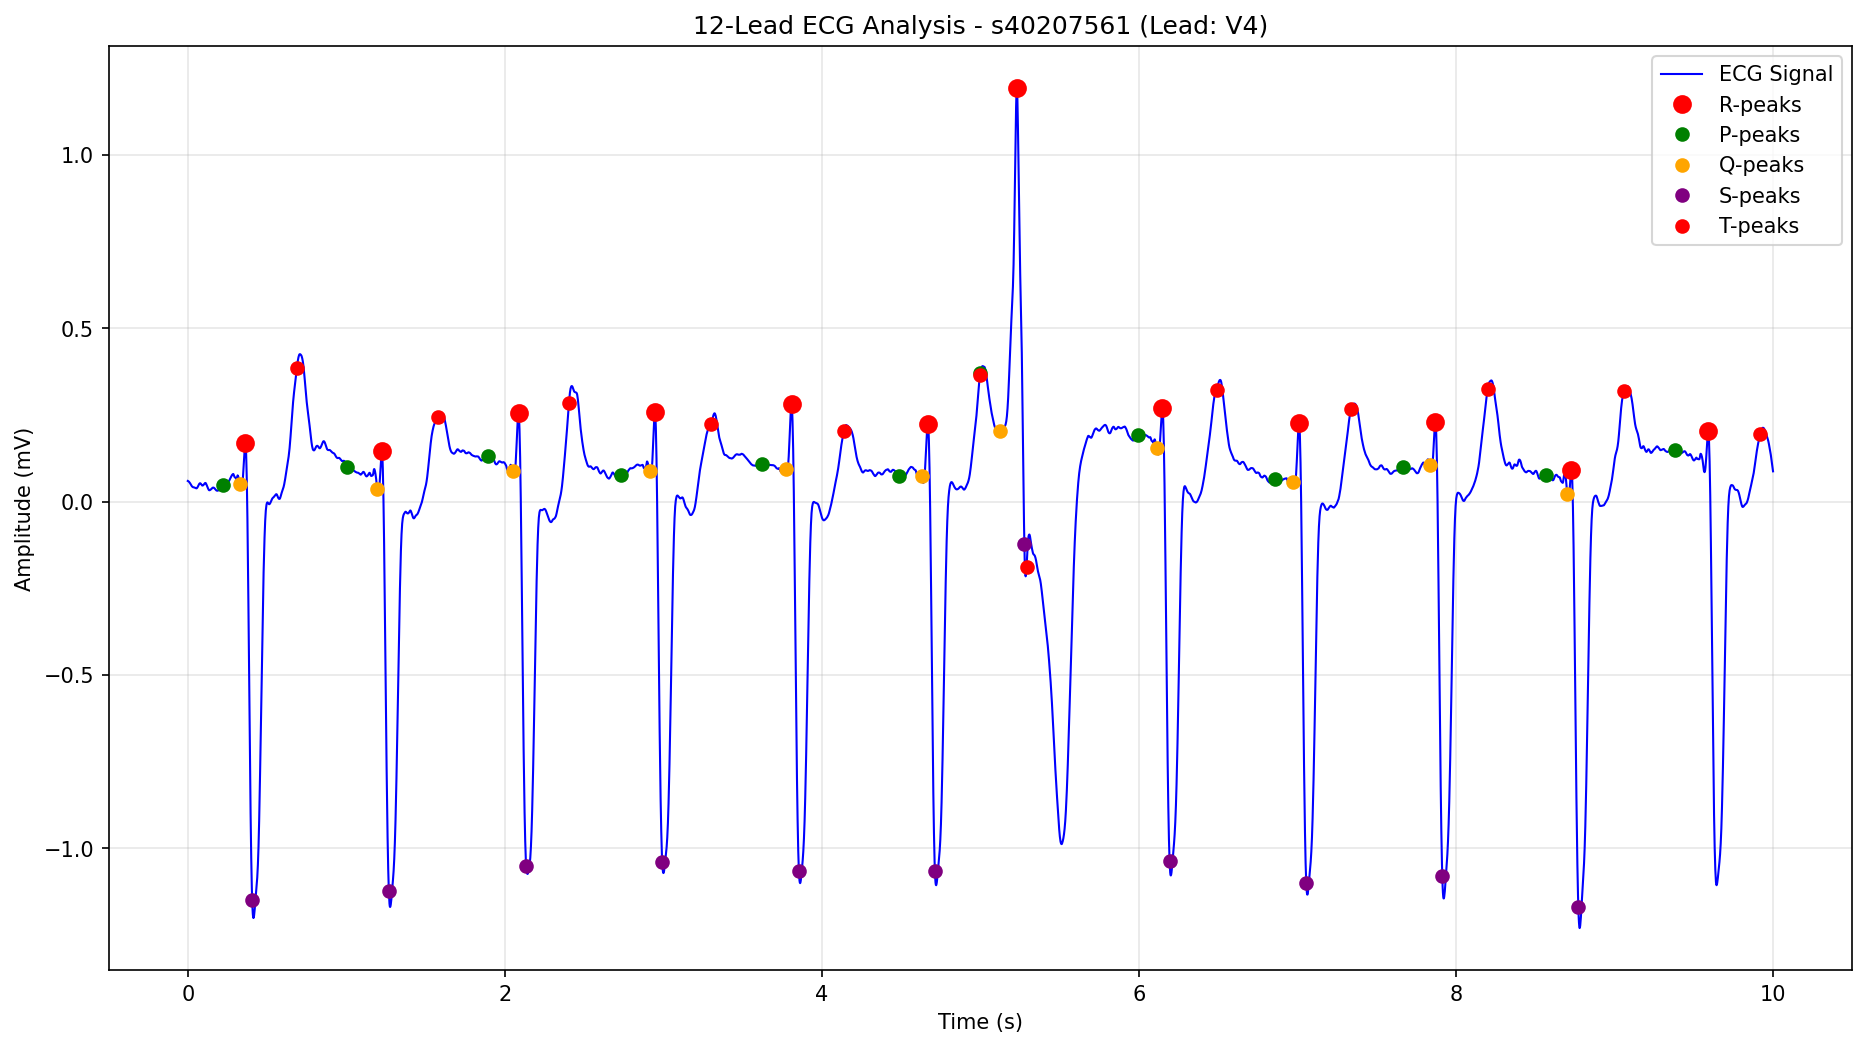 12-Lead ECG Analysis - s40207561 (Lead: V4)
ECG Signal
R-peaks
P-peaks
Q-peaks
S-peaks
T-peaks
Amplitude (mV)
1.0
0.5
0.0
−0.5
−1.0
0 2 4 6 8 10
Time (s)